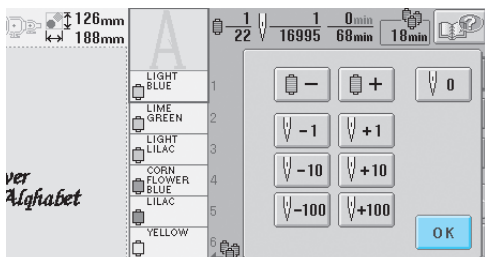 126mm
188mm
A
1
22
1
16995
0min
68min
18min
LIGHT
BLUE
1
LIME
GREEN
2
LIGHT
LILAC
3
CORN
FLOWER
BLUE
4
LILAC
5
YELLOW
6
ver
Alphabet
−
+
0
−1
+1
−10
+10
−100
+100
OK